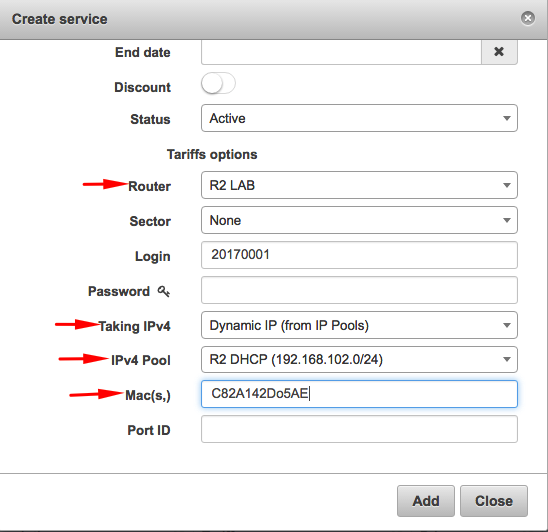 Create service
End date
Discount
Status Active
Tariffs options
Router R2 LAB
Sector None
Login 20170001
Password
Taking IPv4 Dynamic IP (from IP Pools)
IPv4 Pool R2 DHCP (192.168.102.0/24)
Mac(s,) C82A142Do5AE
Port ID
Add Close